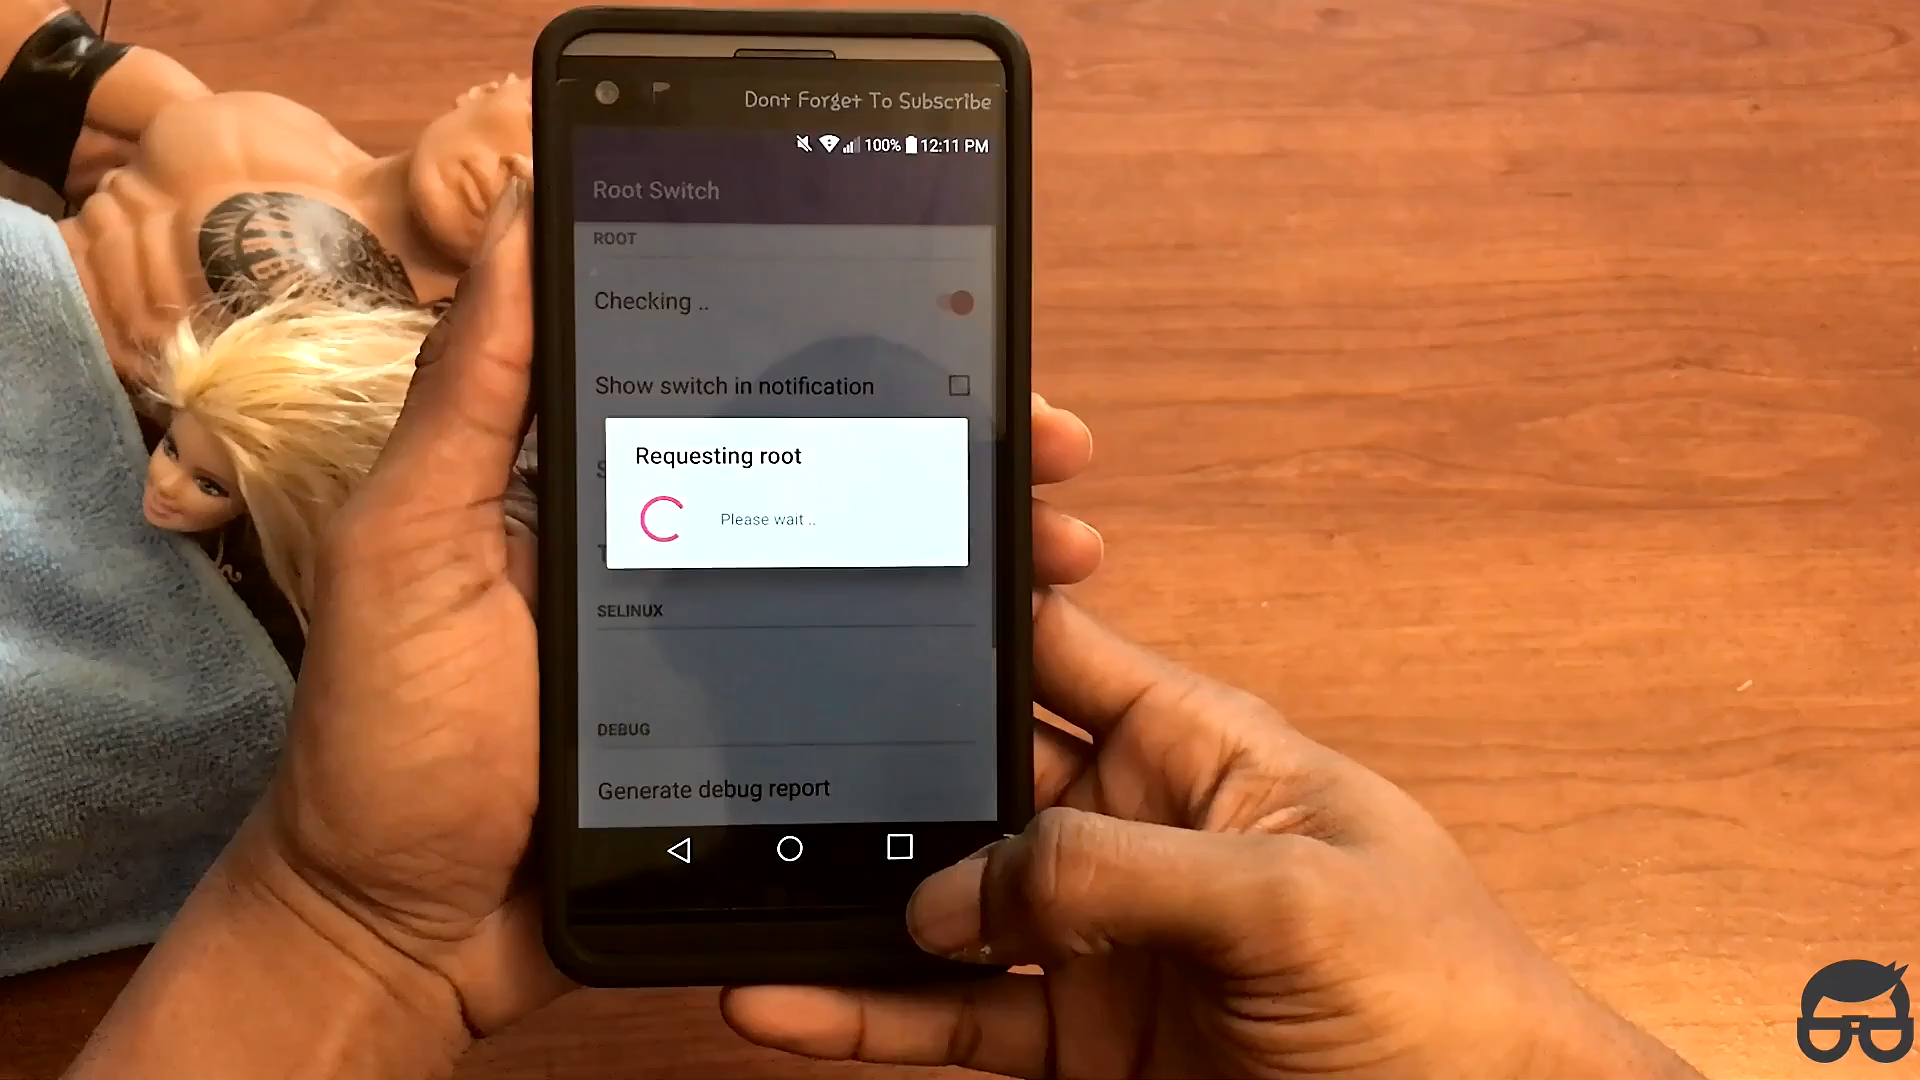 Dont Forget To Subscribe
100% 12:11 PM
Root Switch
ROOT
Checking ..
Show switch in notification
Requesting root
Please wait ..
SELINUX
DEBUG
Generate debug report